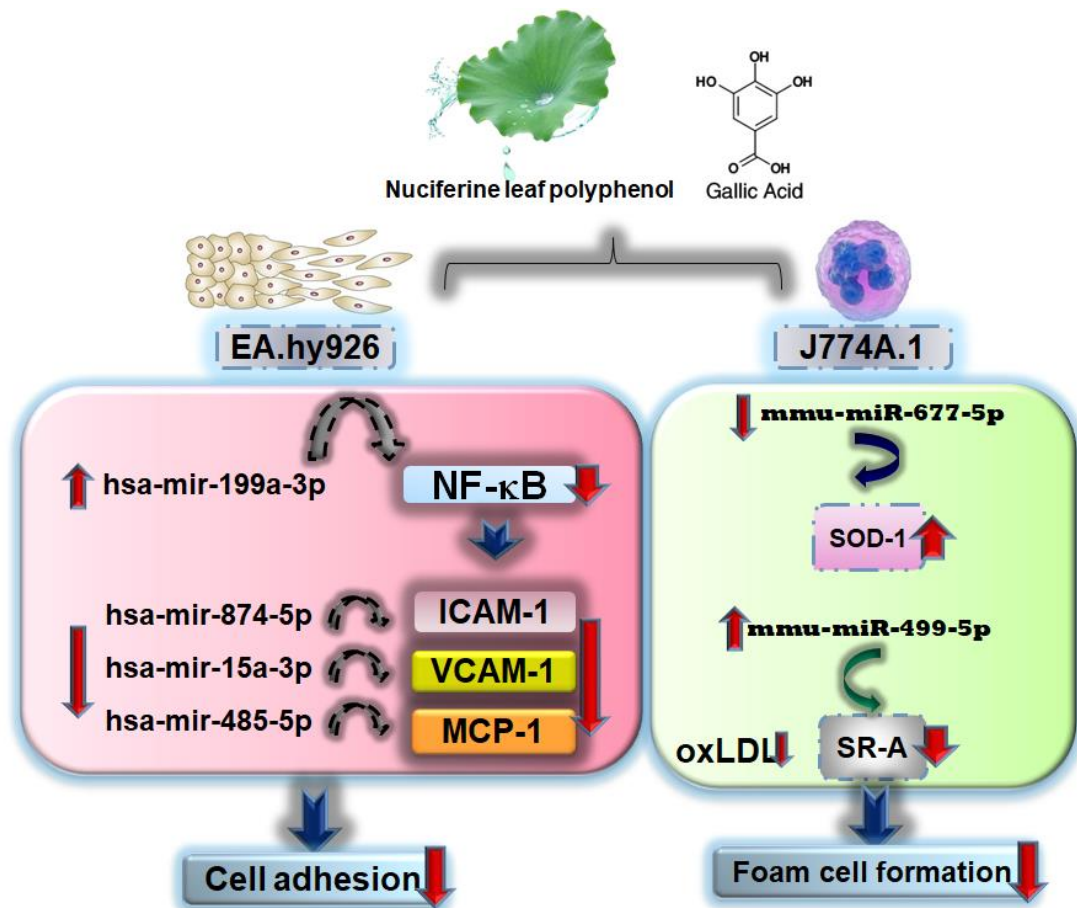 OH
HO
OH
O
OH
Nuciferine leaf polyphenol
Gallic Acid
EA.hy926
J774A.1
hsa-mir-199a-3p
NF-κB
hsa-mir-874-5p
ICAM-1
hsa-mir-15a-3p
VCAM-1
hsa-mir-485-5p
MCP-1
Cell adhesion
mmu-miR-677-5p
SOD-1
mmu-miR-499-5p
oxLDL
SR-A
Foam cell formation